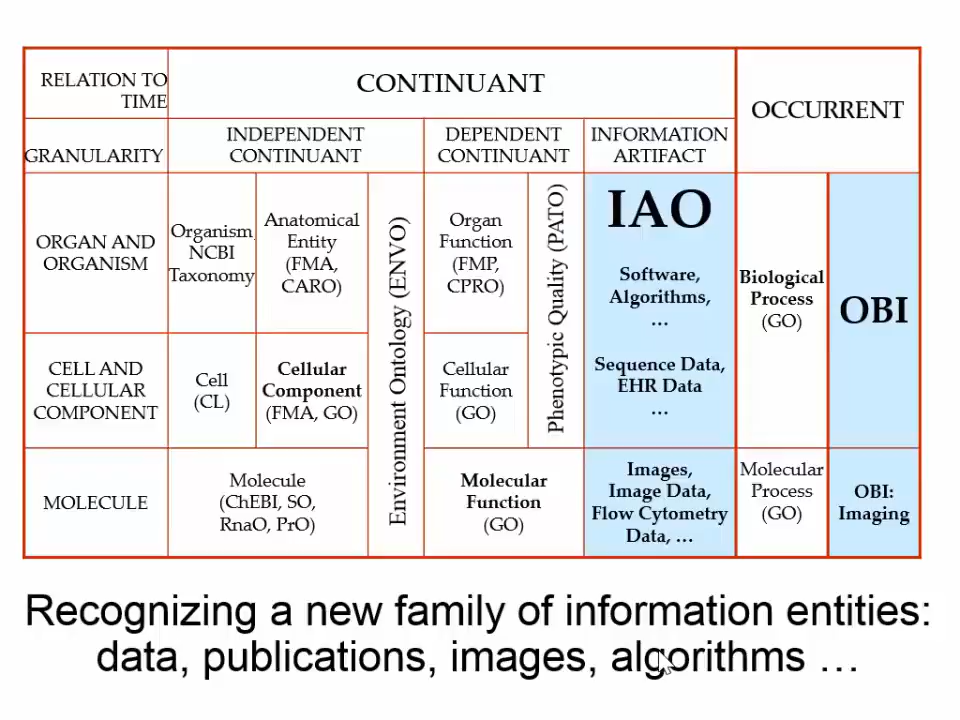 RELATION TO
TIME
CONTINUANT
OCCURRENT
GRANULARITY
INDEPENDENT
CONTINUANT
DEPENDENT
CONTINUANT
INFORMATION
ARTIFACT
ORGAN AND
ORGANISM
Organism,
NCBI
Taxonomy
Anatomical
Entity
(FMA,
CARO)
Environment Ontology (ENVO)
Organ
Function
(FMP,
CPRO)
Phenotypic Quality (PATO)
IAO
Software,
Algorithms,
…
Sequence Data,
EHR Data
…
Biological
Process
(GO)
OBI
CELL AND
CELLULAR
COMPONENT
Cell
(CL)
Cellular
Component
(FMA, GO)
Cellular
Function
(GO)
MOLECULE
Molecule
(ChEBI, SO,
RnaO, PrO)
Molecular
Function
(GO)
Images,
Image Data,
Flow Cytometry
Data, …
Molecular
Process
(GO)
OBI:
Imaging
Recognizing a new family of information entities:
data, publications, images, algorithms …